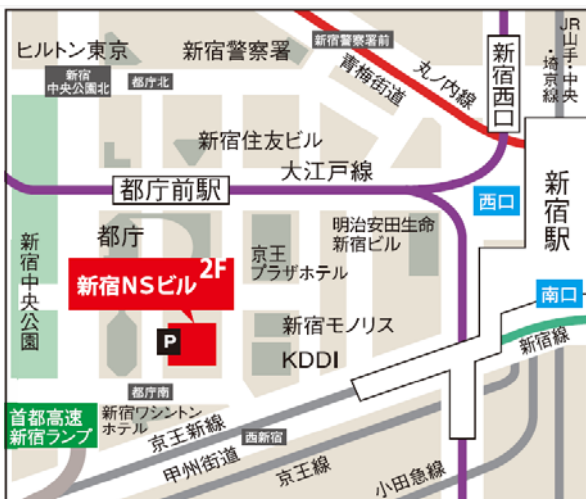 ヒルトン東京
新宿警察署
新宿警察署前
新宿
中央公園北
都庁北
青梅街道
丸ノ内線
新宿西口
JR山手・中央
・埼京線
新宿住友ビル
大江戸線
都庁前駅
西口
新宿駅
新宿中央公園
都庁
明治安田生命
新宿ビル
京王
プラザホテル
新宿NSビル 2F
南口
P
新宿モノリス
KDDI
新宿線
都庁南
首都高速
新宿ランプ
新宿ワシントン
ホテル
京王新線
西新宿
甲州街道
京王線
小田急線